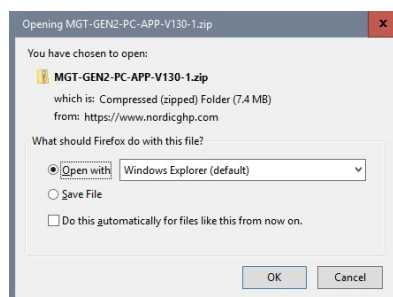 Opening MGT-GEN2-PC-APP-V130-1.zip
x
You have chosen to open:
MGT-GEN2-PC-APP-V130-1.zip
which is: Compressed (zipped) Folder (7.4 MB)
from: https://www.nordicghp.com
What should Firefox do with this file?
Open with Windows Explorer (default)
Save File
Do this automatically for files like this from now on.
OK Cancel